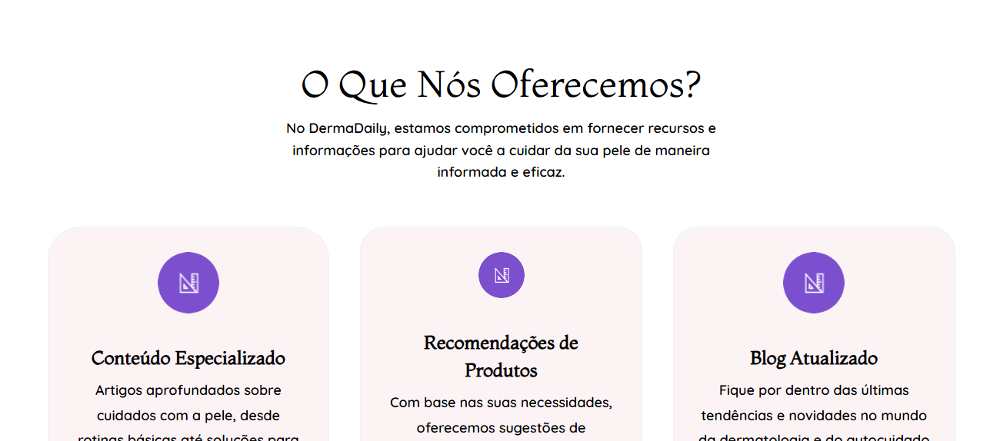 O Que Nós Oferecemos?
No DermaDaily, estamos comprometidos em fornecer recursos e
informações para ajudar você a cuidar da sua pele de maneira
informada e eficaz.
Conteúdo Especializado
Artigos aprofundados sobre
cuidados com a pele, desde
rotinas básicas até soluções para
Recomendações de
Produtos
Com base nas suas necessidades,
oferecemos sugestões de
Blog Atualizado
Fique por dentro das últimas
tendências e novidades no mundo
da dermatologia e do autocuidado